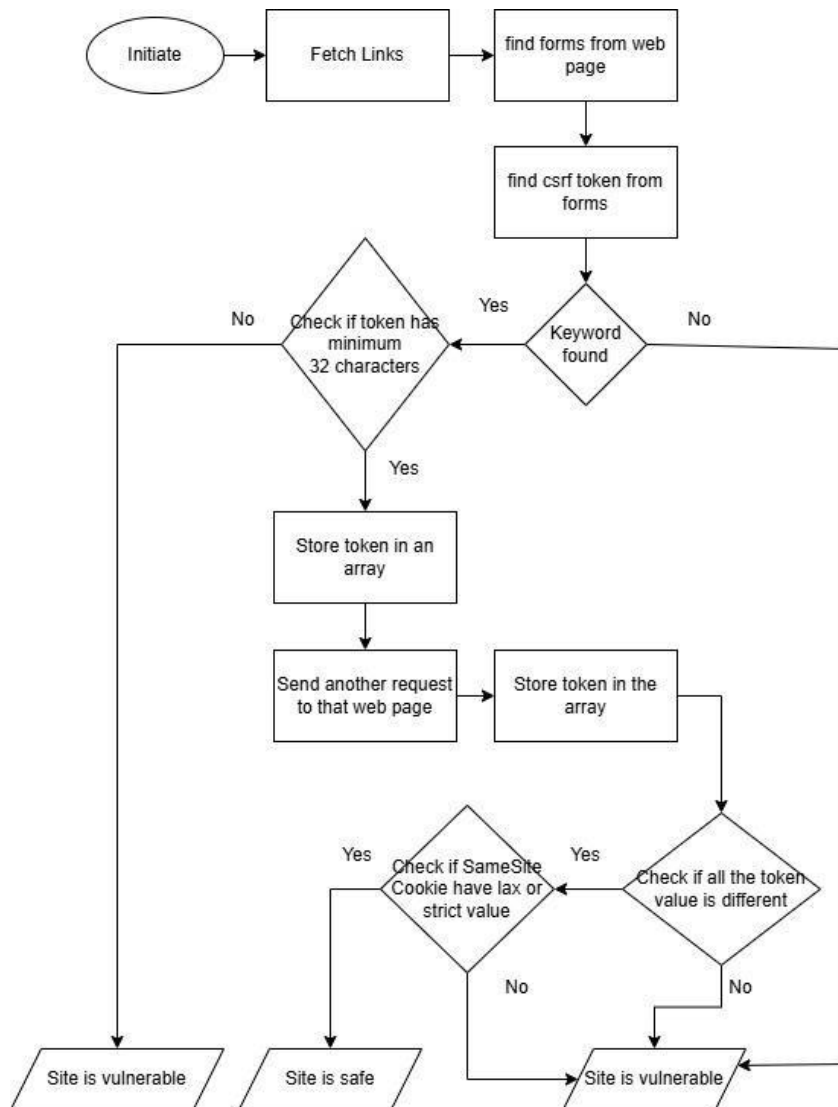 Initiate
Fetch Links
find forms from web
page
find csrf token from
forms
Keyword
found
Yes
No
Check if token has
minimum
32 characters
No
Yes
Store token in an
array
Send another request
to that web page
Store token in the
array
Check if all the token
value is different
Yes
No
Check if SameSite
Cookie have lax or
strict value
Yes
No
Site is vulnerable
Site is safe
Site is vulnerable